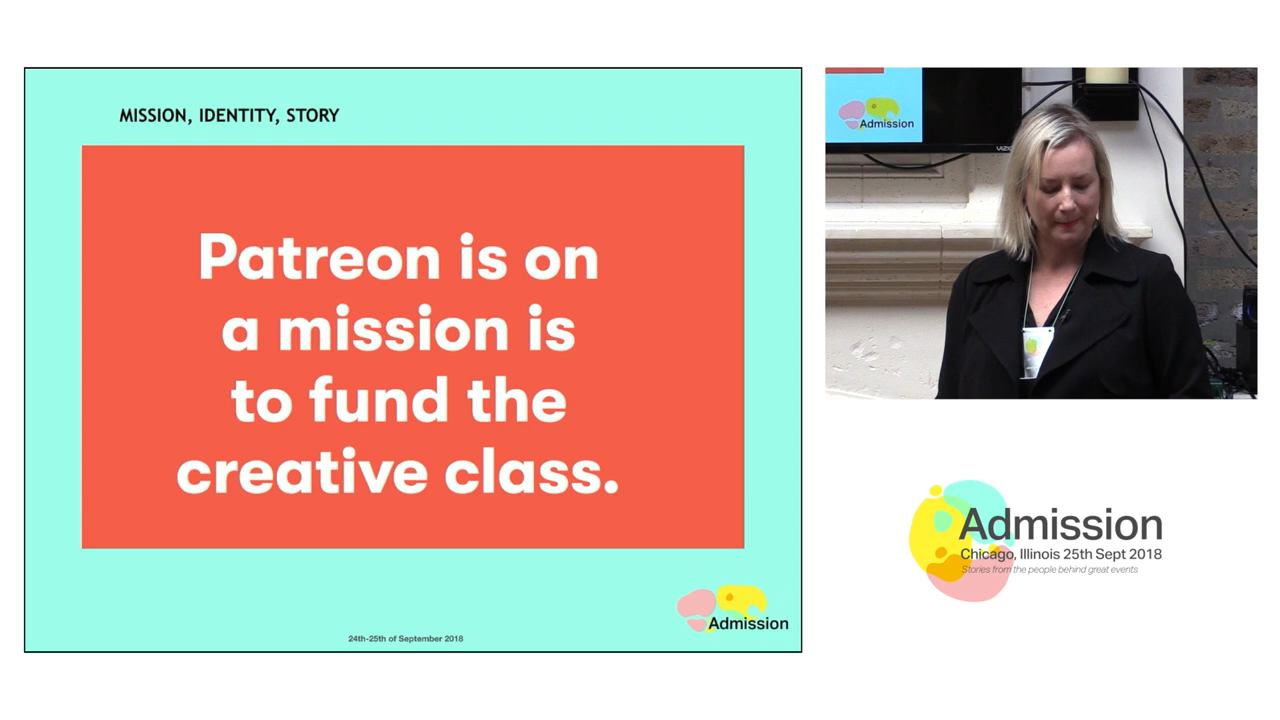 MISSION, IDENTITY, STORY
Patreon is on
a mission is
to fund the
creative class.
24th-25th of September 2018
Admission
Admission
VIZIO
Admission
Chicago, Illinois 25th Sept 2018
Stories from the people behind great events